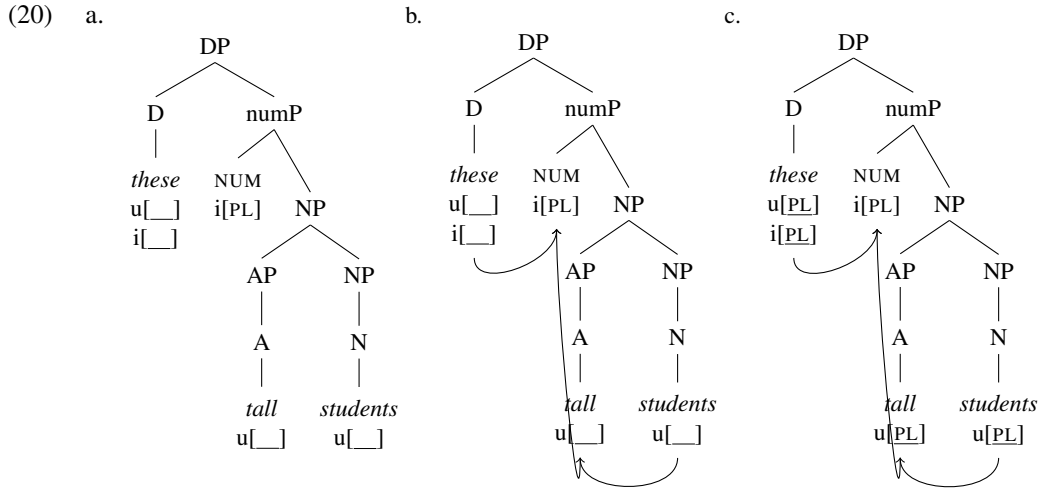 (20) a. b. c.
DP DP DP
D numP D numP D numP
these NUM these NUM these NUM
u[__] i[PL] NP u[__] i[PL] NP u[PL] i[PL] NP
i[__] i[__] i[PL]
AP NP AP NP AP NP
A N A N A N
tall students tall students tall students
u[__] u[__] u[__] u[__] u[PL] u[PL]